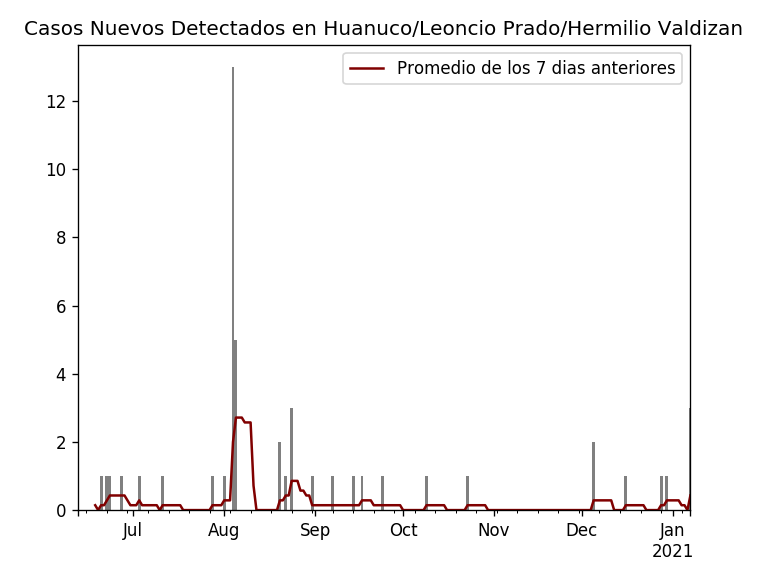 Casos Nuevos Detectados en Huanuco/Leoncio Prado/Hermilio Valdizan
Promedio de los 7 dias anteriores
12
10
8
6
4
2
0
Jul Aug Sep Oct Nov Dec Jan
2021